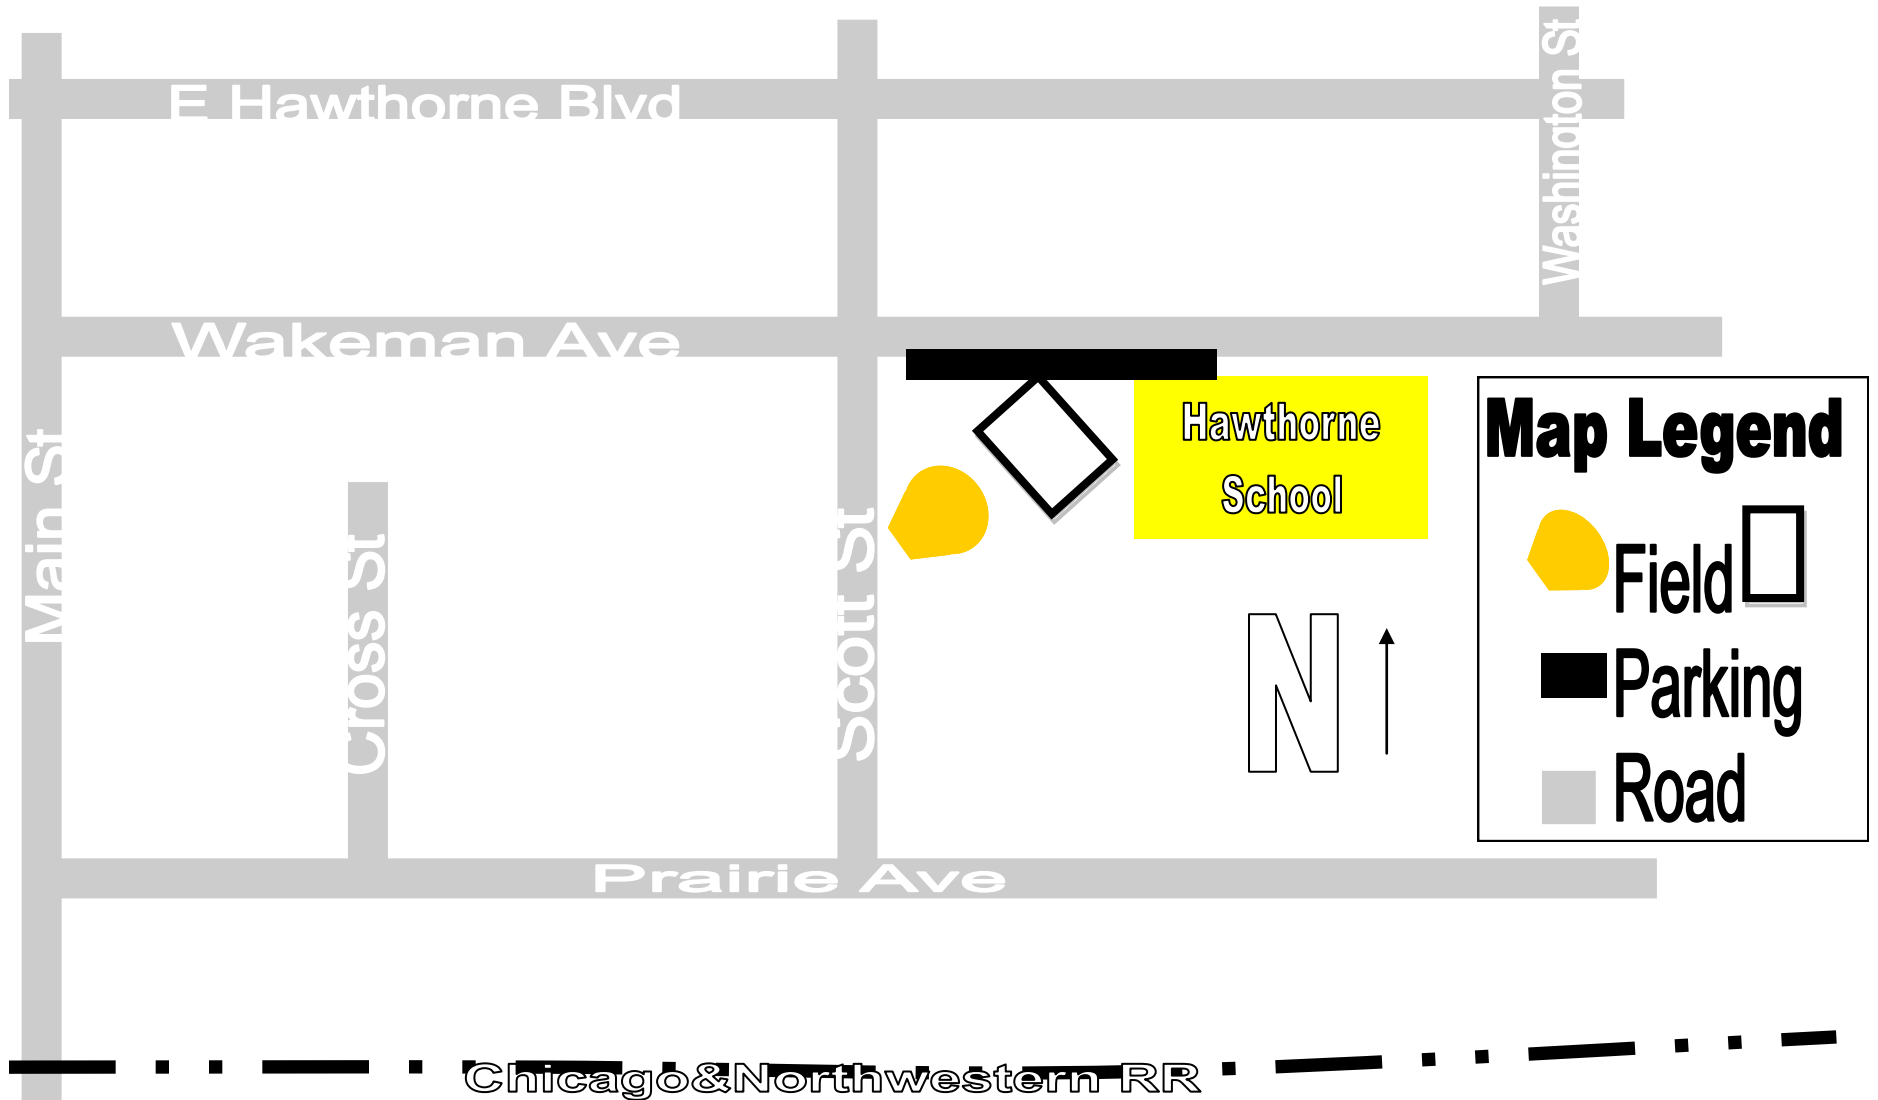 E Hawthorne Blvd
Washington St
Wakeman Ave
Hawthorne
School
Map Legend
Main St
Cross St
Scott St
Field
N
Parking
Road
Prairie Ave
Chicago&Northwestern RR